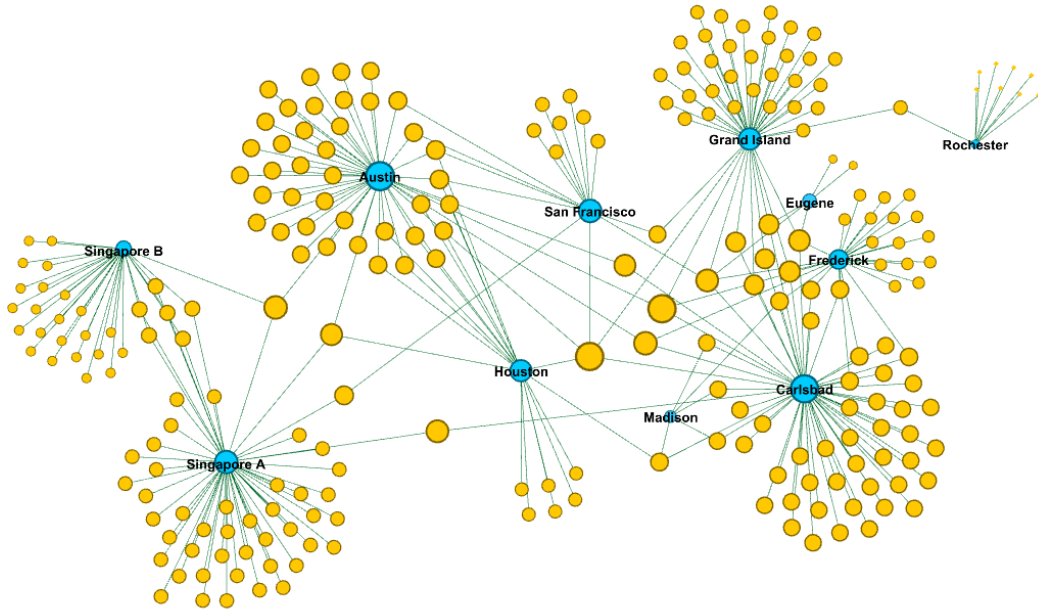 Grand Island
Rochester
Austin
Eugene
San Francisco
Singapore B
Frederick
Houston
Carlsbad
Madison
Singapore A